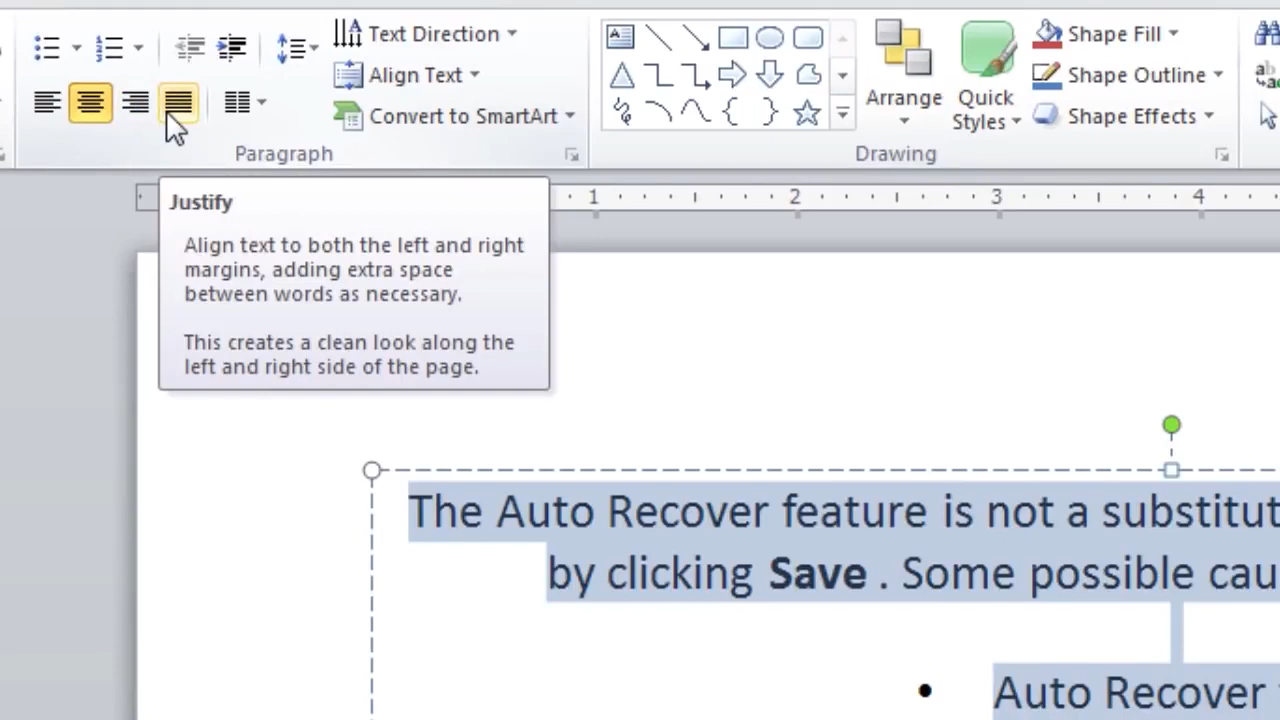 Text Direction
Align Text
Convert to SmartArt
Paragraph
Arrange
Quick
Styles
Shape Fill
Shape Outline
Shape Effects
Drawing
ab
1 2 3 4
Justify
Align text to both the left and right
margins, adding extra space
between words as necessary.
This creates a clean look along the
left and right side of the page.
The Auto Recover feature is not a substitut
by clicking Save . Some possible cau
• Auto Recover